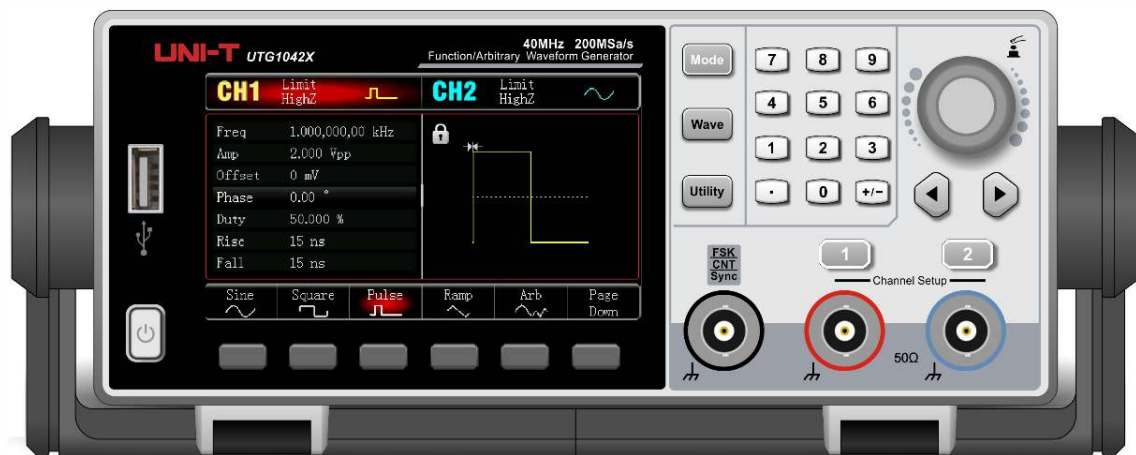 UNI-T UTG1042X
40MHz 200MSa/s
Function/Arbitrary Waveform Generator
CH1 Limit HighZ
CH2 Limit HighZ
Freq 1.000,000,00 kHz
Amp 2.000 Vpp
Offset 0 mV
Phase 0.00 °
Duty 50.000 %
Rise 15 ns
Fall 15 ns
Sine Square Pulse Ramp Arb Page Down
Mode
Wave
Utility
7 8 9
4 5 6
1 2 3
. 0 +/−
FSK
CNT
Sync
1 2
Channel Setup
50Ω